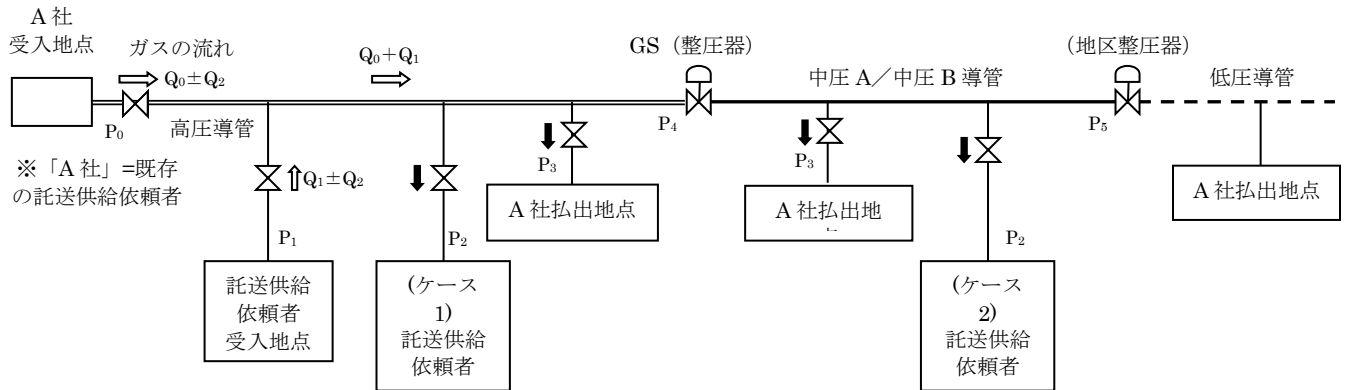 A 社
受入地点
ガスの流れ
Q₀±Q₂
Q₀＋Q₁
GS（整圧器）
（地区整圧器）
中圧 A／中圧 B 導管
低圧導管
P₀
高圧導管
P₄
P₅
※「A 社」=既存
の託送供給依頼者
Q₁±Q₂
P₃
P₃
A 社払出地点
A 社払出地
A 社払出地点
P₁
P₂
P₂
託送供給
依頼者
受入地点
(ケース
1)
託送供給
依頼者
(ケース
2)
託送供給
依頼者